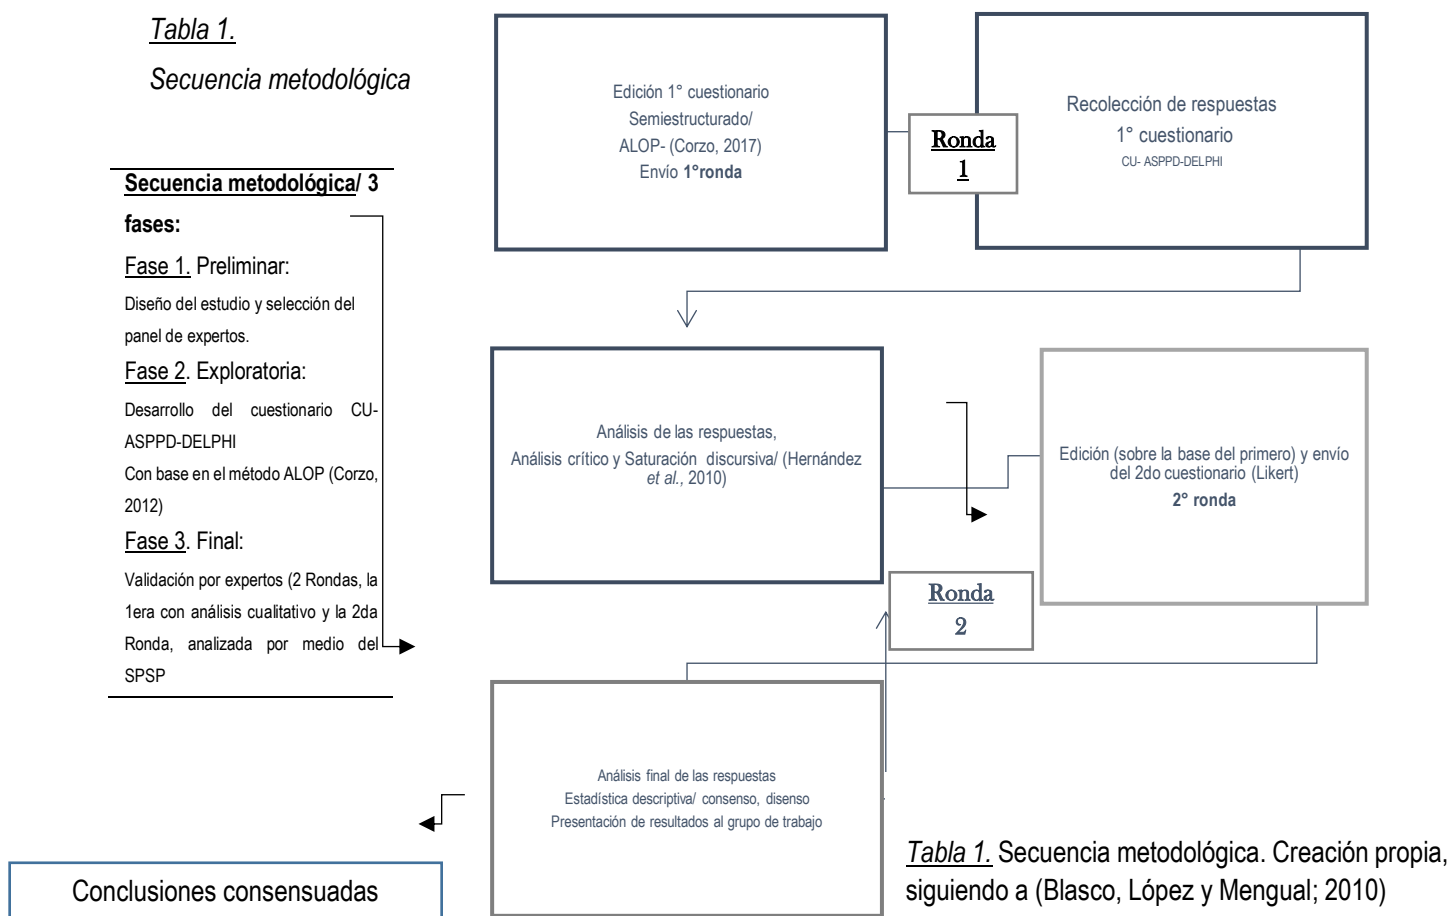 Tabla 1.
Secuencia metodológica
Secuencia metodológica/ 3
fases:
Fase 1. Preliminar:
Diseño del estudio y selección del
panel de expertos.
Fase 2. Exploratoria:
Desarrollo del cuestionario CU-
ASPPD-DELPHI
Con base en el método ALOP (Corzo,
2012)
Fase 3. Final:
Validación por expertos (2 Rondas, la
1era con análisis cualitativo y la 2da
Ronda, analizada por medio del
SPSP
Edición 1° cuestionario
Semiestructurado/
ALOP- (Corzo, 2017)
Envío 1°ronda
Ronda
1
Recolección de respuestas
1° cuestionario
CU- ASPPD-DELPHI
Análisis de las respuestas,
Análisis crítico y Saturación discursiva/ (Hernández
et al., 2010)
Edición (sobre la base del primero) y envío
del 2do cuestionario (Likert)
2° ronda
Ronda
2
Análisis final de las respuestas
Estadística descriptiva/ consenso, disenso
Presentación de resultados al grupo de trabajo
Conclusiones consensuadas
Tabla 1. Secuencia metodológica. Creación propia,
siguiendo a (Blasco, López y Mengual; 2010)